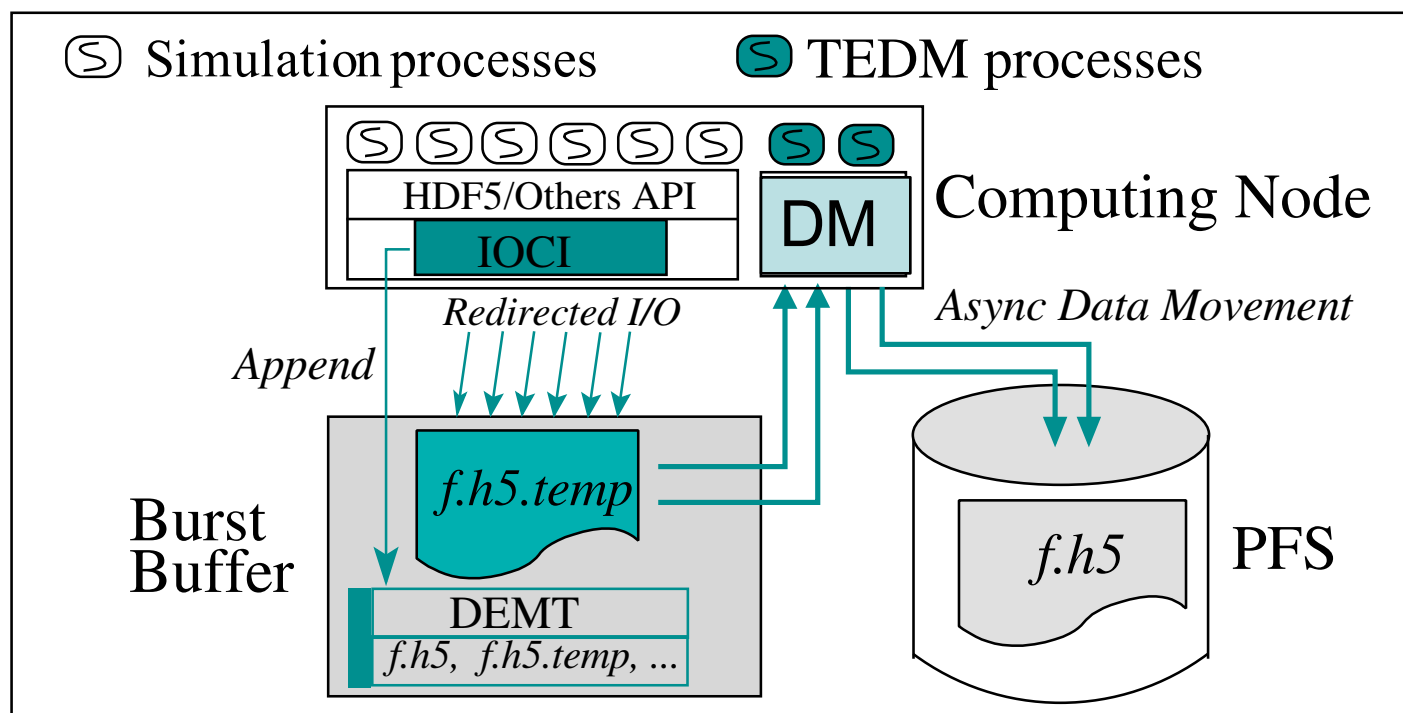 Simulation processes
TEDM processes
HDF5/Others API
IOCI
DM
Computing Node
Redirected I/O
Async Data Movement
Append
f.h5.temp
Burst
Buffer
DEMT
f.h5, f.h5.temp, ...
f.h5
PFS